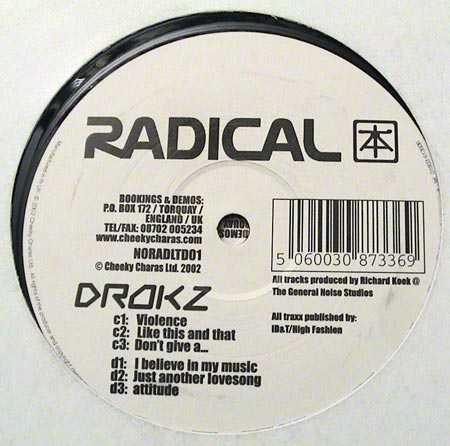 RADICAL 本
BOOKINGS & DEMOS:
P.O. BOX 172 / TORQUAY /
ENGLAND / UK
TEL/FAX: 08702 005234
www.cheekycharas.com
NORADLTD01
© Cheeky Charas Ltd. 2002
5 060030 873369
All tracks produced by Richard Koek @
The General Noise Studios
All traxx published by:
IB&T/High Fashion
DROKZ
c1: Violence
c2: Like this and that
c3: Don't give a...
d1: I believe in my music
d2: Just another lovesong
d3: attitude